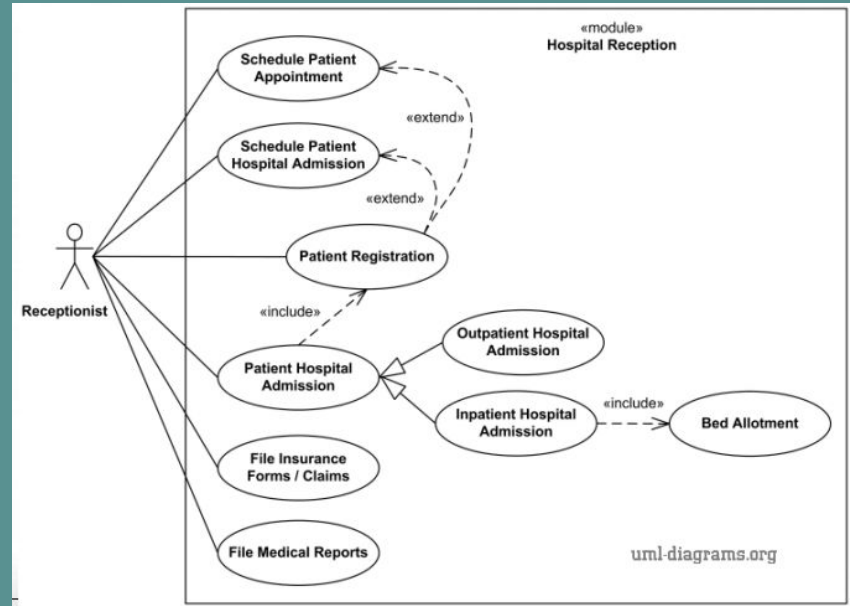 «module»
Hospital Reception
Schedule Patient
Appointment
«extend»
Schedule Patient
Hospital Admission
«extend»
Patient Registration
Receptionist
«include»
Outpatient Hospital
Admission
Patient Hospital
Admission
Inpatient Hospital
Admission
«include»
Bed Allotment
File Insurance
Forms / Claims
File Medical Reports
uml-diagrams.org